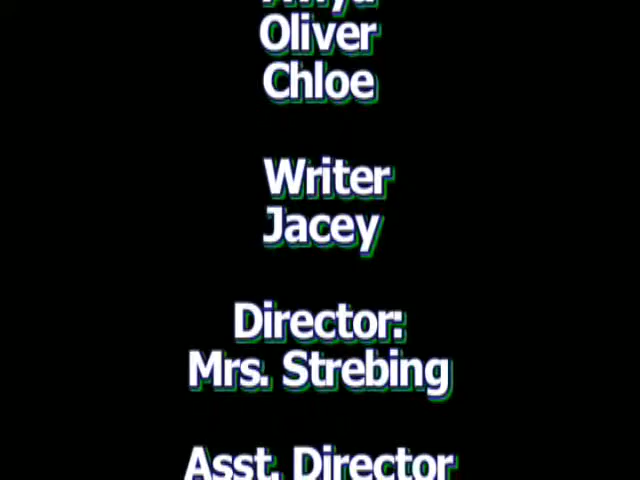 Oliver
Chloe
Writer
Jacey
Director:
Mrs. Strebing
Asst. Director